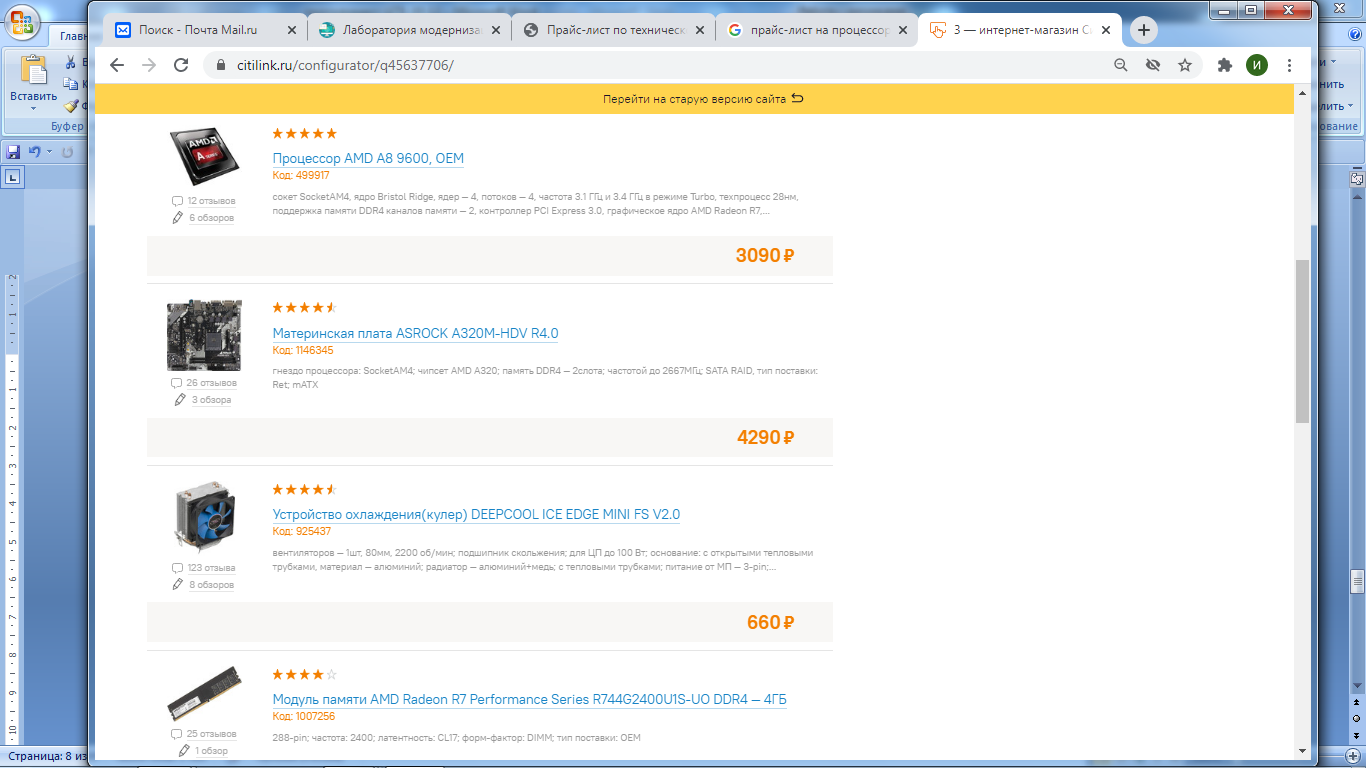 Поиск - Почта Mail.ru
Лаборатория модерниза
Прайс-лист по техническ
прайс-лист на процессор
3 — интернет-магазин С
Главн
citilink.ru/configurator/q45637706/
И
Вставить
Буфер
нить
лить
ование
Перейти на старую версию сайта
Процессор AMD A8 9600, OEM
Код: 499917
сокет SocketAM4, ядро Bristol Ridge, ядер — 4, потоков — 4, частота 3.1 ГГц и 3.4 ГГц в режиме Turbo, техпроцесс 28нм,
поддержка памяти DDR4 каналов памяти — 2, контроллер PCI Express 3.0, графическое ядро AMD Radeon R7,...
12 отзывов
6 обзоров
3090 ₽
Материнская плата ASROCK A320M-HDV R4.0
Код: 1146345
гнездо процессора: SocketAM4; чипсет AMD A320; память DDR4 — 2слота; частотой до 2667МГц; SATA RAID, тип поставки:
Ret; mATX
26 отзывов
3 обзора
4290 ₽
Устройство охлаждения(кулер) DEEPCOOL ICE EDGE MINI FS V2.0
Код: 925437
вентиляторов — 1шт, 80мм, 2200 об/мин; подшипник скольжения; для ЦП до 100 Вт; основание: с открытыми тепловыми
трубками, материал — алюминий; радиатор — алюминий+медь; с тепловыми трубками; питание от МП — 3-pin;...
123 отзыва
8 обзоров
660 ₽
Модуль памяти AMD Radeon R7 Performance Series R744G2400U1S-UO DDR4 — 4ГБ
Код: 1007256
288-pin; частота: 2400; латентность: CL17; форм-фактор: DIMM; тип поставки: OEM
25 отзывов
1 обзор
Страница: 8 из